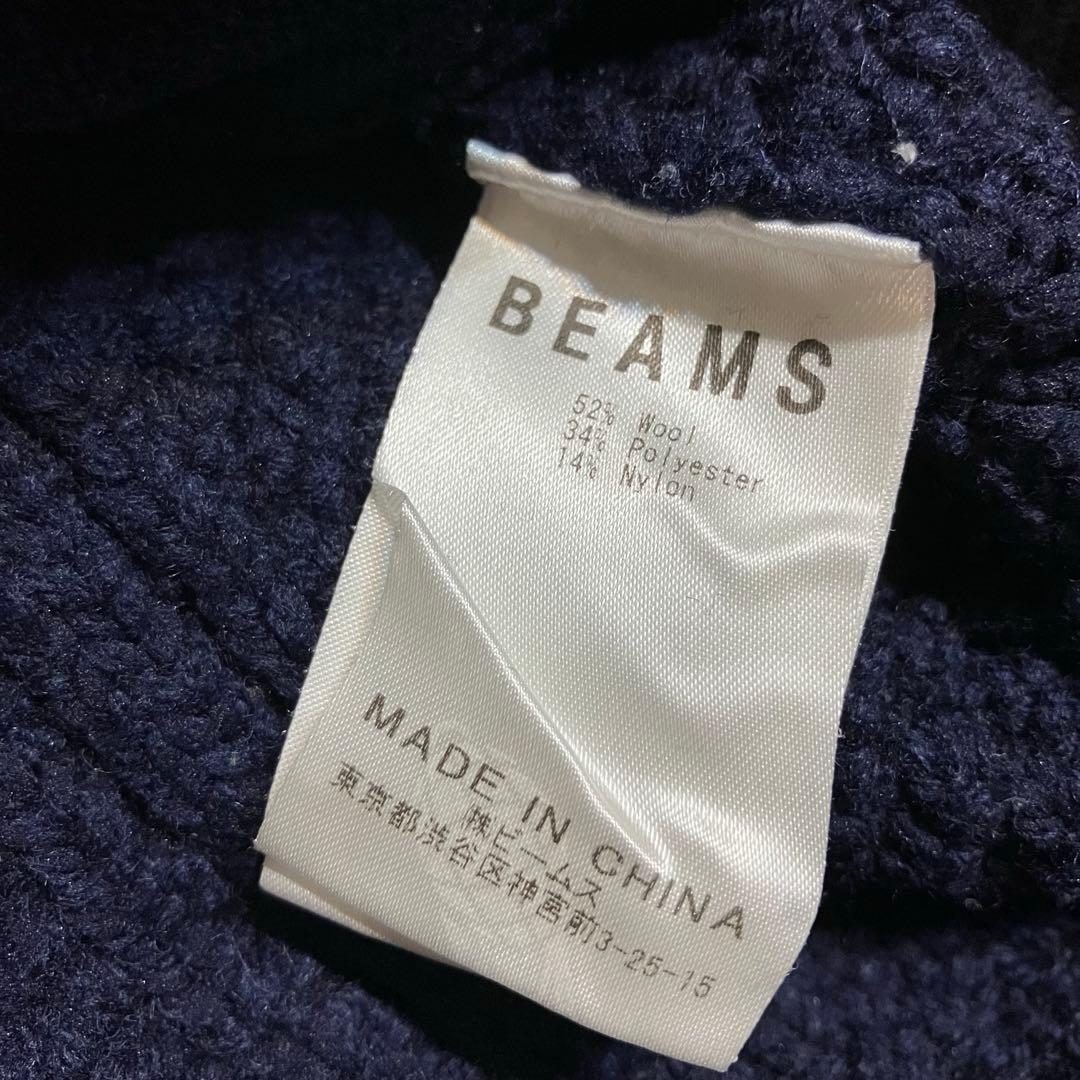 BEAMS
52% Wool
34% Polyester
14% Nylon
MADE IN CHINA
㈱ビームス
東京都渋谷区神宮前3-25-15